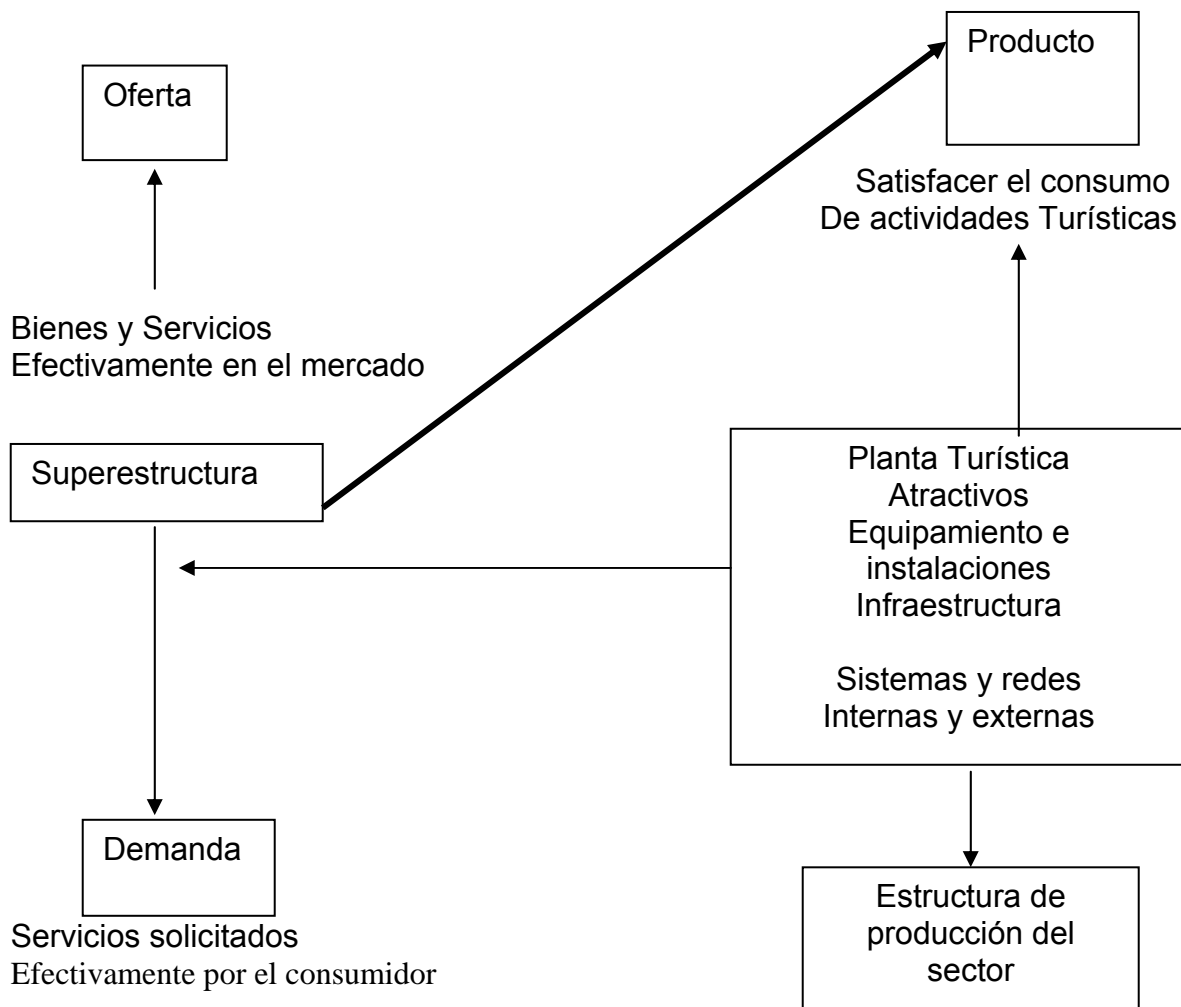 Oferta
Producto
Satisfacer el consumo
De actividades Turísticas
Bienes y Servicios
Efectivamente en el mercado
Superestructura
Planta Turística
Atractivos
Equipamiento e
instalaciones
Infraestructura
Sistemas y redes
Internas y externas
Demanda
Servicios solicitados
Efectivamente por el consumidor
Estructura de
producción del
sector